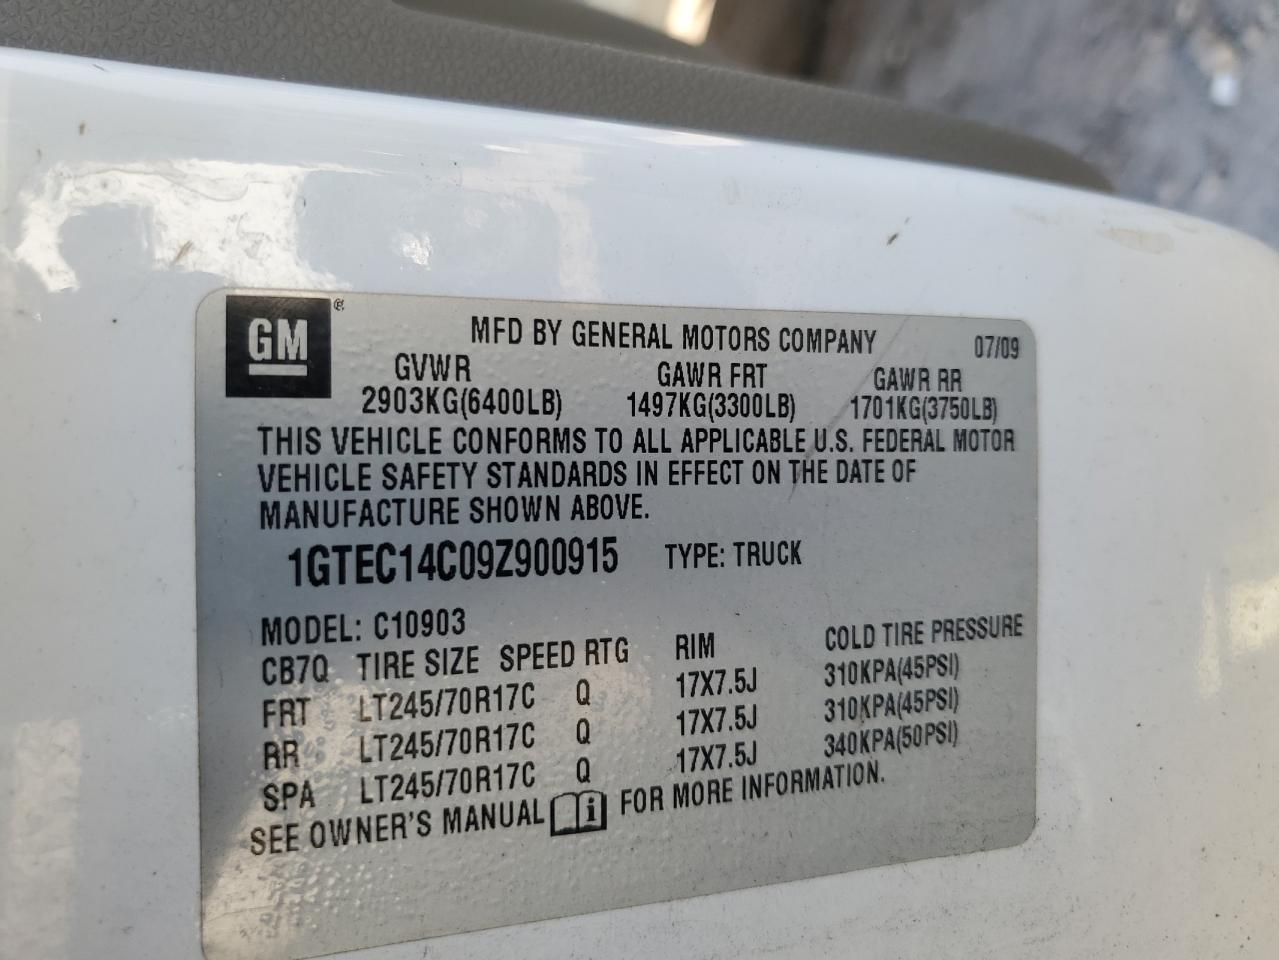 GM ®
MFD BY GENERAL MOTORS COMPANY 07/09
GVWR GAWR FRT GAWR RR
2903KG(6400LB) 1497KG(3300LB) 1701KG(3750LB)
THIS VEHICLE CONFORMS TO ALL APPLICABLE U.S. FEDERAL MOTOR
VEHICLE SAFETY STANDARDS IN EFFECT ON THE DATE OF
MANUFACTURE SHOWN ABOVE.
1GTEC14C09Z900915 TYPE: TRUCK
MODEL: C10903
CB7Q TIRE SIZE SPEED RTG RIM COLD TIRE PRESSURE
FRT LT245/70R17C Q 17X7.5J 310KPA(45PSI)
RR LT245/70R17C Q 17X7.5J 310KPA(45PSI)
SPA LT245/70R17C Q 17X7.5J 340KPA(50PSI)
SEE OWNER'S MANUAL i FOR MORE INFORMATION.